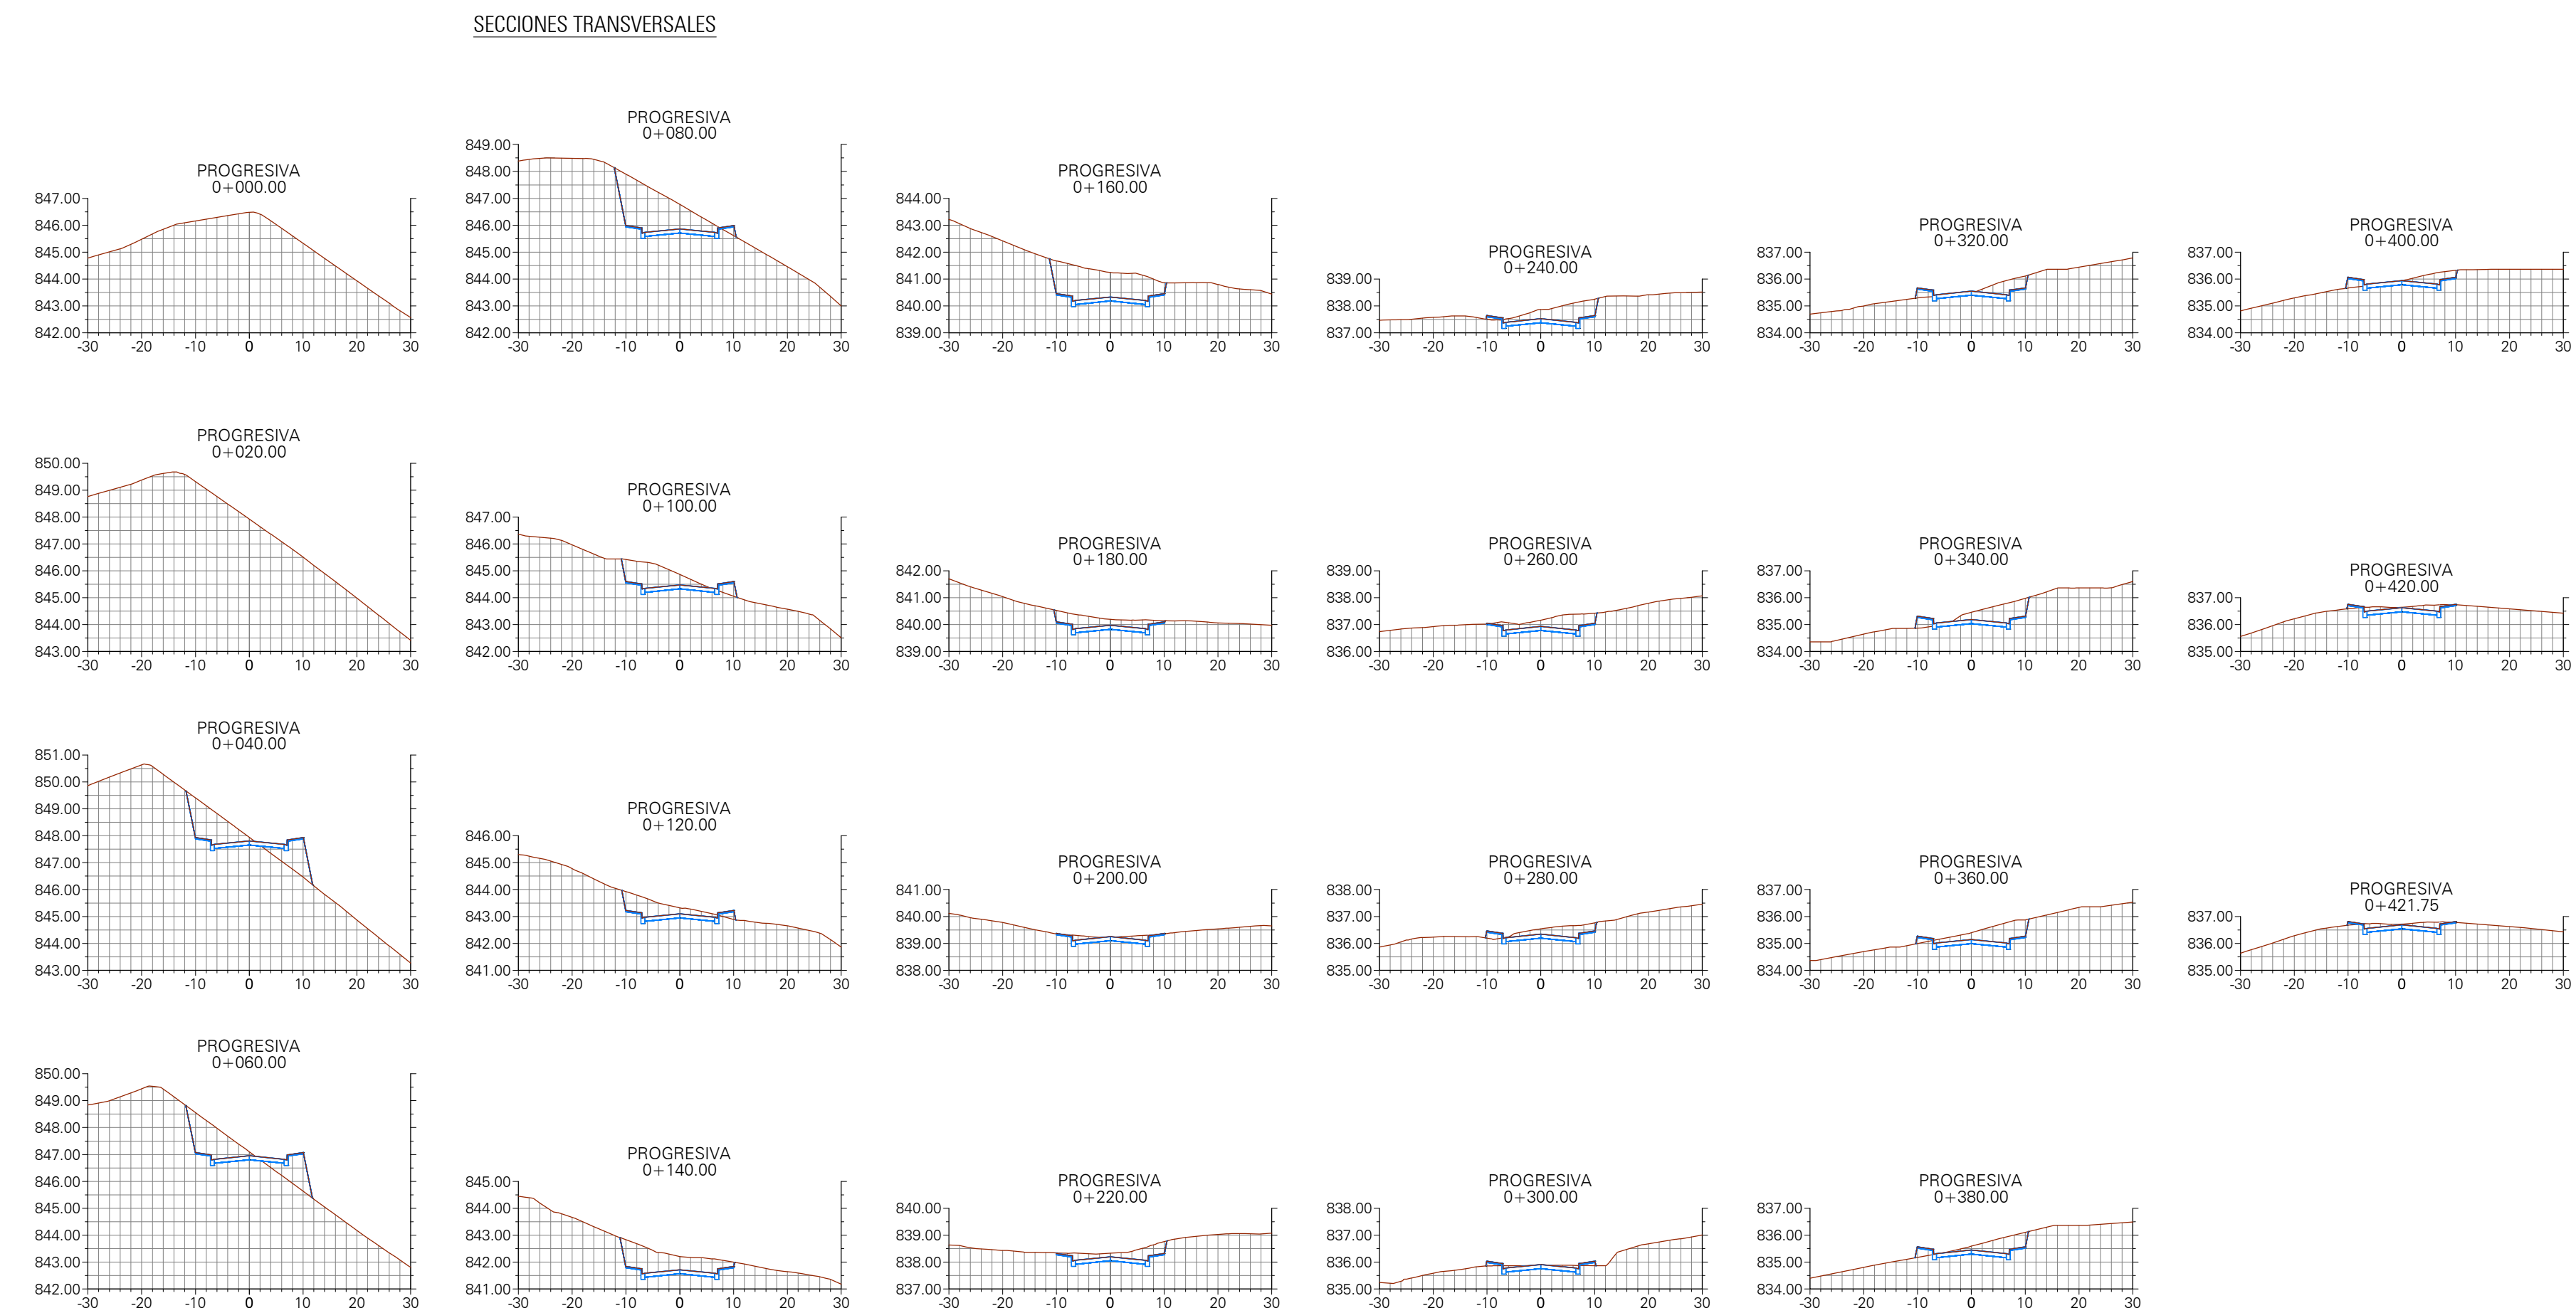 SECCIONES TRANSVERSALES
PROGRESIVA
0+000.00
847.00
846.00
845.00
844.00
843.00
842.00
-30 -20 -10 0 10 20 30
PROGRESIVA
0+020.00
850.00
849.00
848.00
847.00
846.00
845.00
844.00
843.00
-30 -20 -10 0 10 20 30
PROGRESIVA
0+040.00
851.00
850.00
849.00
848.00
847.00
846.00
845.00
844.00
843.00
-30 -20 -10 0 10 20 30
PROGRESIVA
0+060.00
850.00
849.00
848.00
847.00
846.00
845.00
844.00
843.00
842.00
-30 -20 -10 0 10 20 30
PROGRESIVA
0+080.00
849.00
848.00
847.00
846.00
845.00
844.00
843.00
842.00
-30 -20 -10 0 10 20 30
PROGRESIVA
0+100.00
847.00
846.00
845.00
844.00
843.00
842.00
-30 -20 -10 0 10 20 30
PROGRESIVA
0+120.00
846.00
845.00
844.00
843.00
842.00
841.00
-30 -20 -10 0 10 20 30
PROGRESIVA
0+140.00
845.00
844.00
843.00
842.00
841.00
-30 -20 -10 0 10 20 30
PROGRESIVA
0+160.00
844.00
843.00
842.00
841.00
840.00
839.00
-30 -20 -10 0 10 20 30
PROGRESIVA
0+180.00
842.00
841.00
840.00
839.00
-30 -20 -10 0 10 20 30
PROGRESIVA
0+200.00
841.00
840.00
839.00
838.00
-30 -20 -10 0 10 20 30
PROGRESIVA
0+220.00
840.00
839.00
838.00
837.00
-30 -20 -10 0 10 20 30
PROGRESIVA
0+240.00
839.00
838.00
837.00
-30 -20 -10 0 10 20 30
PROGRESIVA
0+260.00
839.00
838.00
837.00
836.00
-30 -20 -10 0 10 20 30
PROGRESIVA
0+280.00
838.00
837.00
836.00
835.00
-30 -20 -10 0 10 20 30
PROGRESIVA
0+300.00
838.00
837.00
836.00
835.00
-30 -20 -10 0 10 20 30
PROGRESIVA
0+320.00
837.00
836.00
835.00
834.00
-30 -20 -10 0 10 20 30
PROGRESIVA
0+340.00
837.00
836.00
835.00
834.00
-30 -20 -10 0 10 20 30
PROGRESIVA
0+360.00
837.00
836.00
835.00
834.00
-30 -20 -10 0 10 20 30
PROGRESIVA
0+380.00
837.00
836.00
835.00
834.00
-30 -20 -10 0 10 20 30
PROGRESIVA
0+400.00
837.00
836.00
835.00
834.00
-30 -20 -10 0 10 20 30
PROGRESIVA
0+420.00
837.00
836.00
835.00
-30 -20 -10 0 10 20 30
PROGRESIVA
0+421.75
837.00
836.00
835.00
-30 -20 -10 0 10 20 30